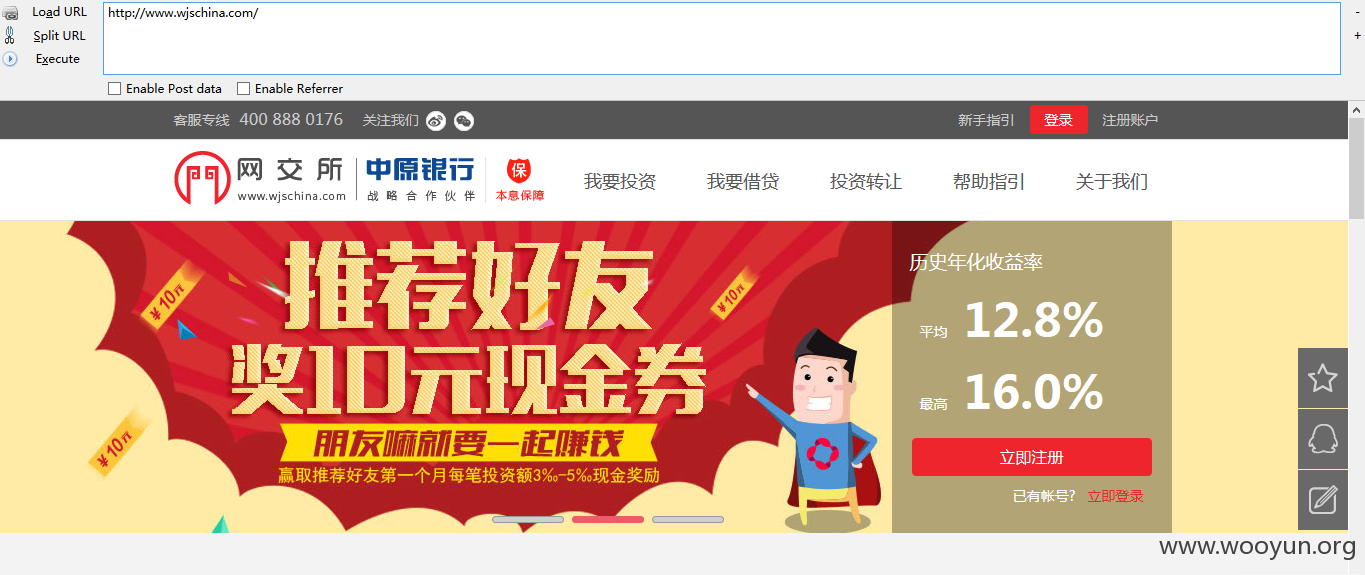 Load URL
http://www.wjschina.com/
-
Split URL
+
Execute
Enable Post data
Enable Referrer
客服专线 400 888 0176 关注我们
新手指引
登录
注册账户
网交所
www.wjschina.com
中原银行
战略合作伙伴
保
本息保障
我要投资
我要借贷
投资转让
帮助指引
关于我们
推荐好友
奖10元现金券
朋友嘛就要一起赚钱
赢取推荐好友第一个月每笔投资额3‰-5‰现金奖励
¥10元
¥10元
¥10元
历史年化收益率
平均 12.8%
最高 16.0%
立即注册
已有帐号? 立即登录
www.wooyun.org